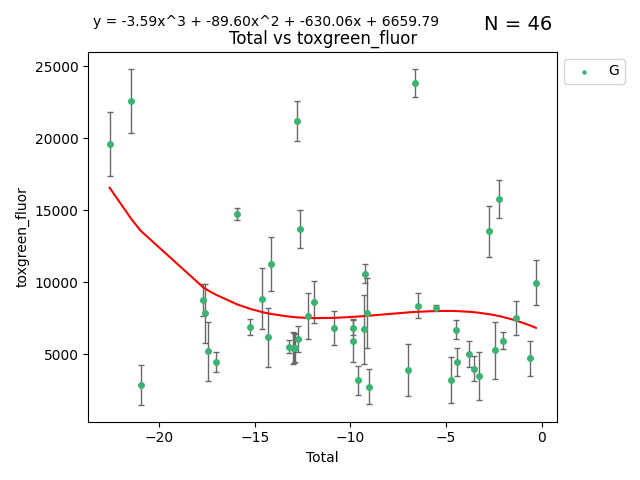 y = -3.59x^3 + -89.60x^2 + -630.06x + 6659.79
N = 46
Total vs toxgreen_fluor
G
25000
20000
15000
10000
5000
toxgreen_fluor
−20
−15
−10
−5
0
Total